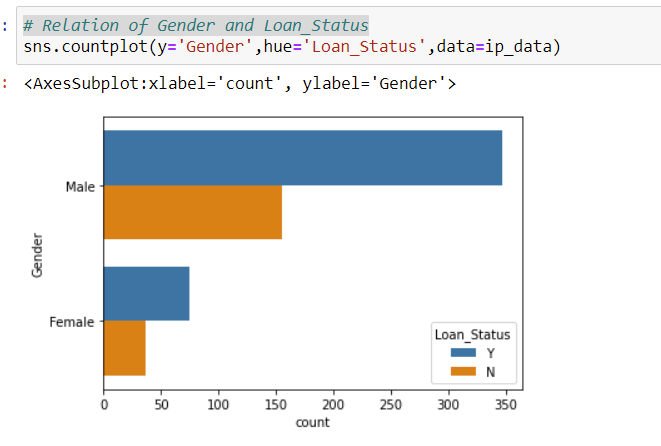 : # Relation of Gender and Loan_Status
sns.countplot(y='Gender',hue='Loan_Status',data=ip_data)
: <AxesSubplot:xlabel='count', ylabel='Gender'>
Male
Gender
Female
Loan_Status
Y
N
0 50 100 150 200 250 300 350
count